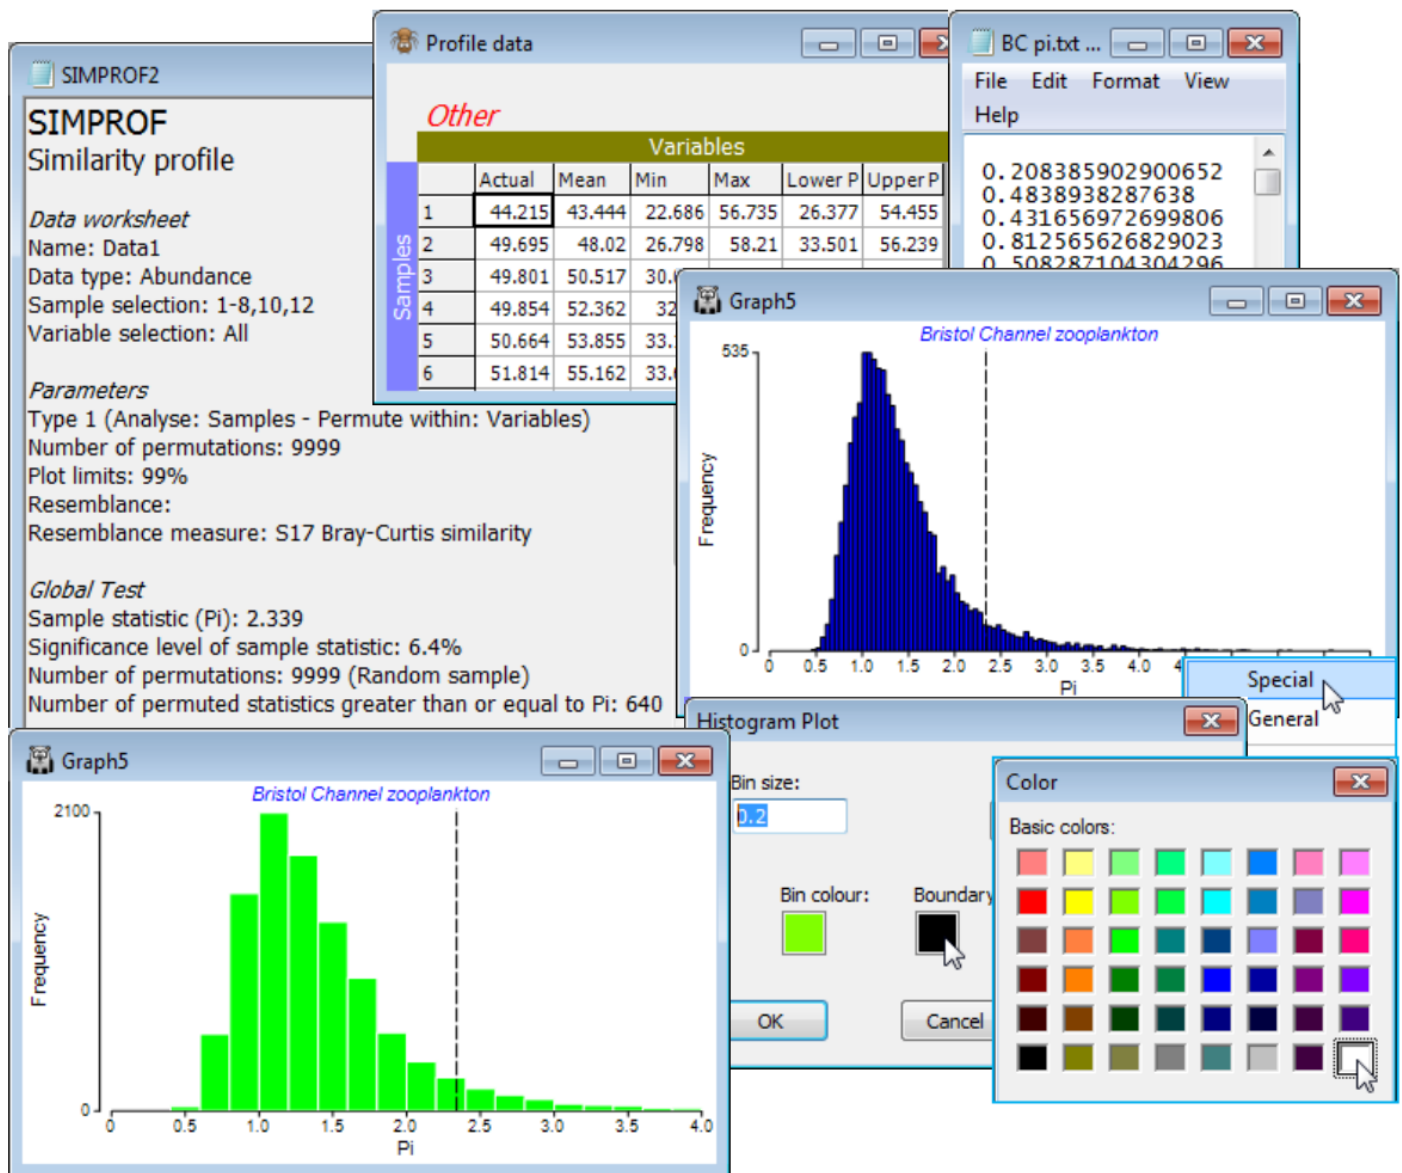 SIMPROF2
SIMPROF
Similarity profile
Data worksheet
Name: Data1
Data type: Abundance
Sample selection: 1-8,10,12
Variable selection: All
Parameters
Type 1 (Analyse: Samples - Permute within: Variables)
Number of permutations: 9999
Plot limits: 99%
Resemblance:
Resemblance measure: S17 Bray-Curtis similarity
Global Test
Sample statistic (Pi): 2.339
Significance level of sample statistic: 6.4%
Number of permutations: 9999 (Random sample)
Number of permuted statistics greater than or equal to Pi: 640
Profile data
Other
Variables
Samples
Actual Mean Min Max Lower P Upper P
1 44.215 43.444 22.686 56.735 26.377 54.455
2 49.695 48.02 26.798 58.21 33.501 56.239
3 49.801 50.517 30.
4 49.854 52.362 32
5 50.664 53.855 33.
6 51.814 55.162 33.
BC pi.txt ...
File Edit Format View
Help
0.208385902900652
0.4838938287638
0.431656972699806
0.812565626829023
0.508287104304296
Graph5
Bristol Channel zooplankton
535
Frequency
0
0 0.5 1.0 1.5 2.0 2.5 3.0 3.5 4.0
Pi
Special
General
Histogram Plot
Bin size:
0.2
Bin colour: Boundary
OK Cancel
Color
Basic colors:
Graph5
Bristol Channel zooplankton
2100
Frequency
0
0 0.5 1.0 1.5 2.0 2.5 3.0 3.5 4.0
Pi